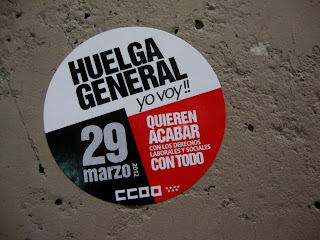 HUELGA
GENERAL
yo voy!!
29
marzo
2012
QUIEREN
ACABAR
CON LOS DERECHOS
LABORALES Y SOCIALES
CON TODO
CCOO